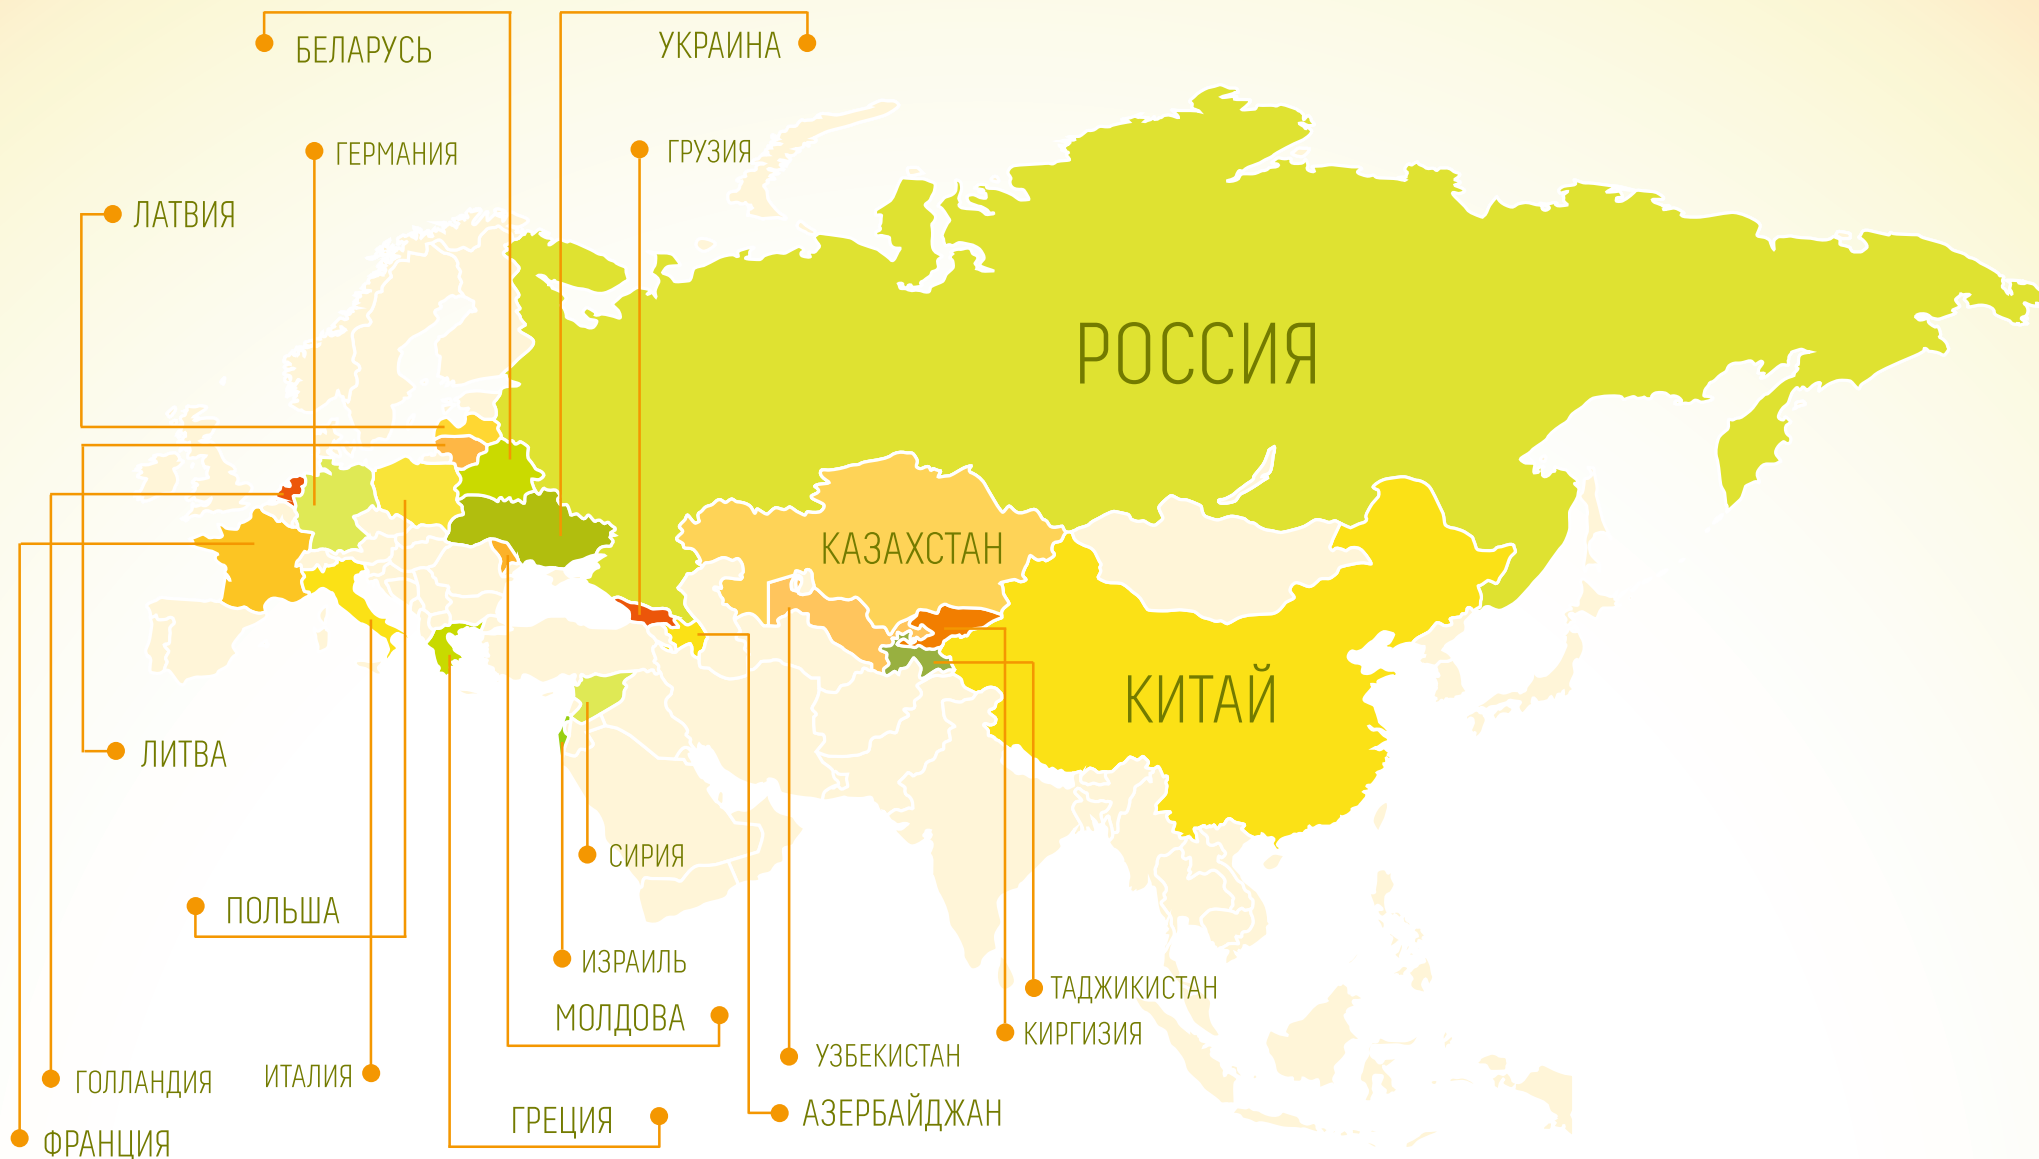 БЕЛАРУСЬ
УКРАИНА
ГЕРМАНИЯ
ГРУЗИЯ
ЛАТВИЯ
РОССИЯ
КАЗАХСТАН
КИТАЙ
ЛИТВА
СИРИЯ
ПОЛЬША
ИЗРАИЛЬ
ТАДЖИКИСТАН
МОЛДОВА
КИРГИЗИЯ
УЗБЕКИСТАН
ГОЛЛАНДИЯ
ИТАЛИЯ
АЗЕРБАЙДЖАН
ГРЕЦИЯ
ФРАНЦИЯ